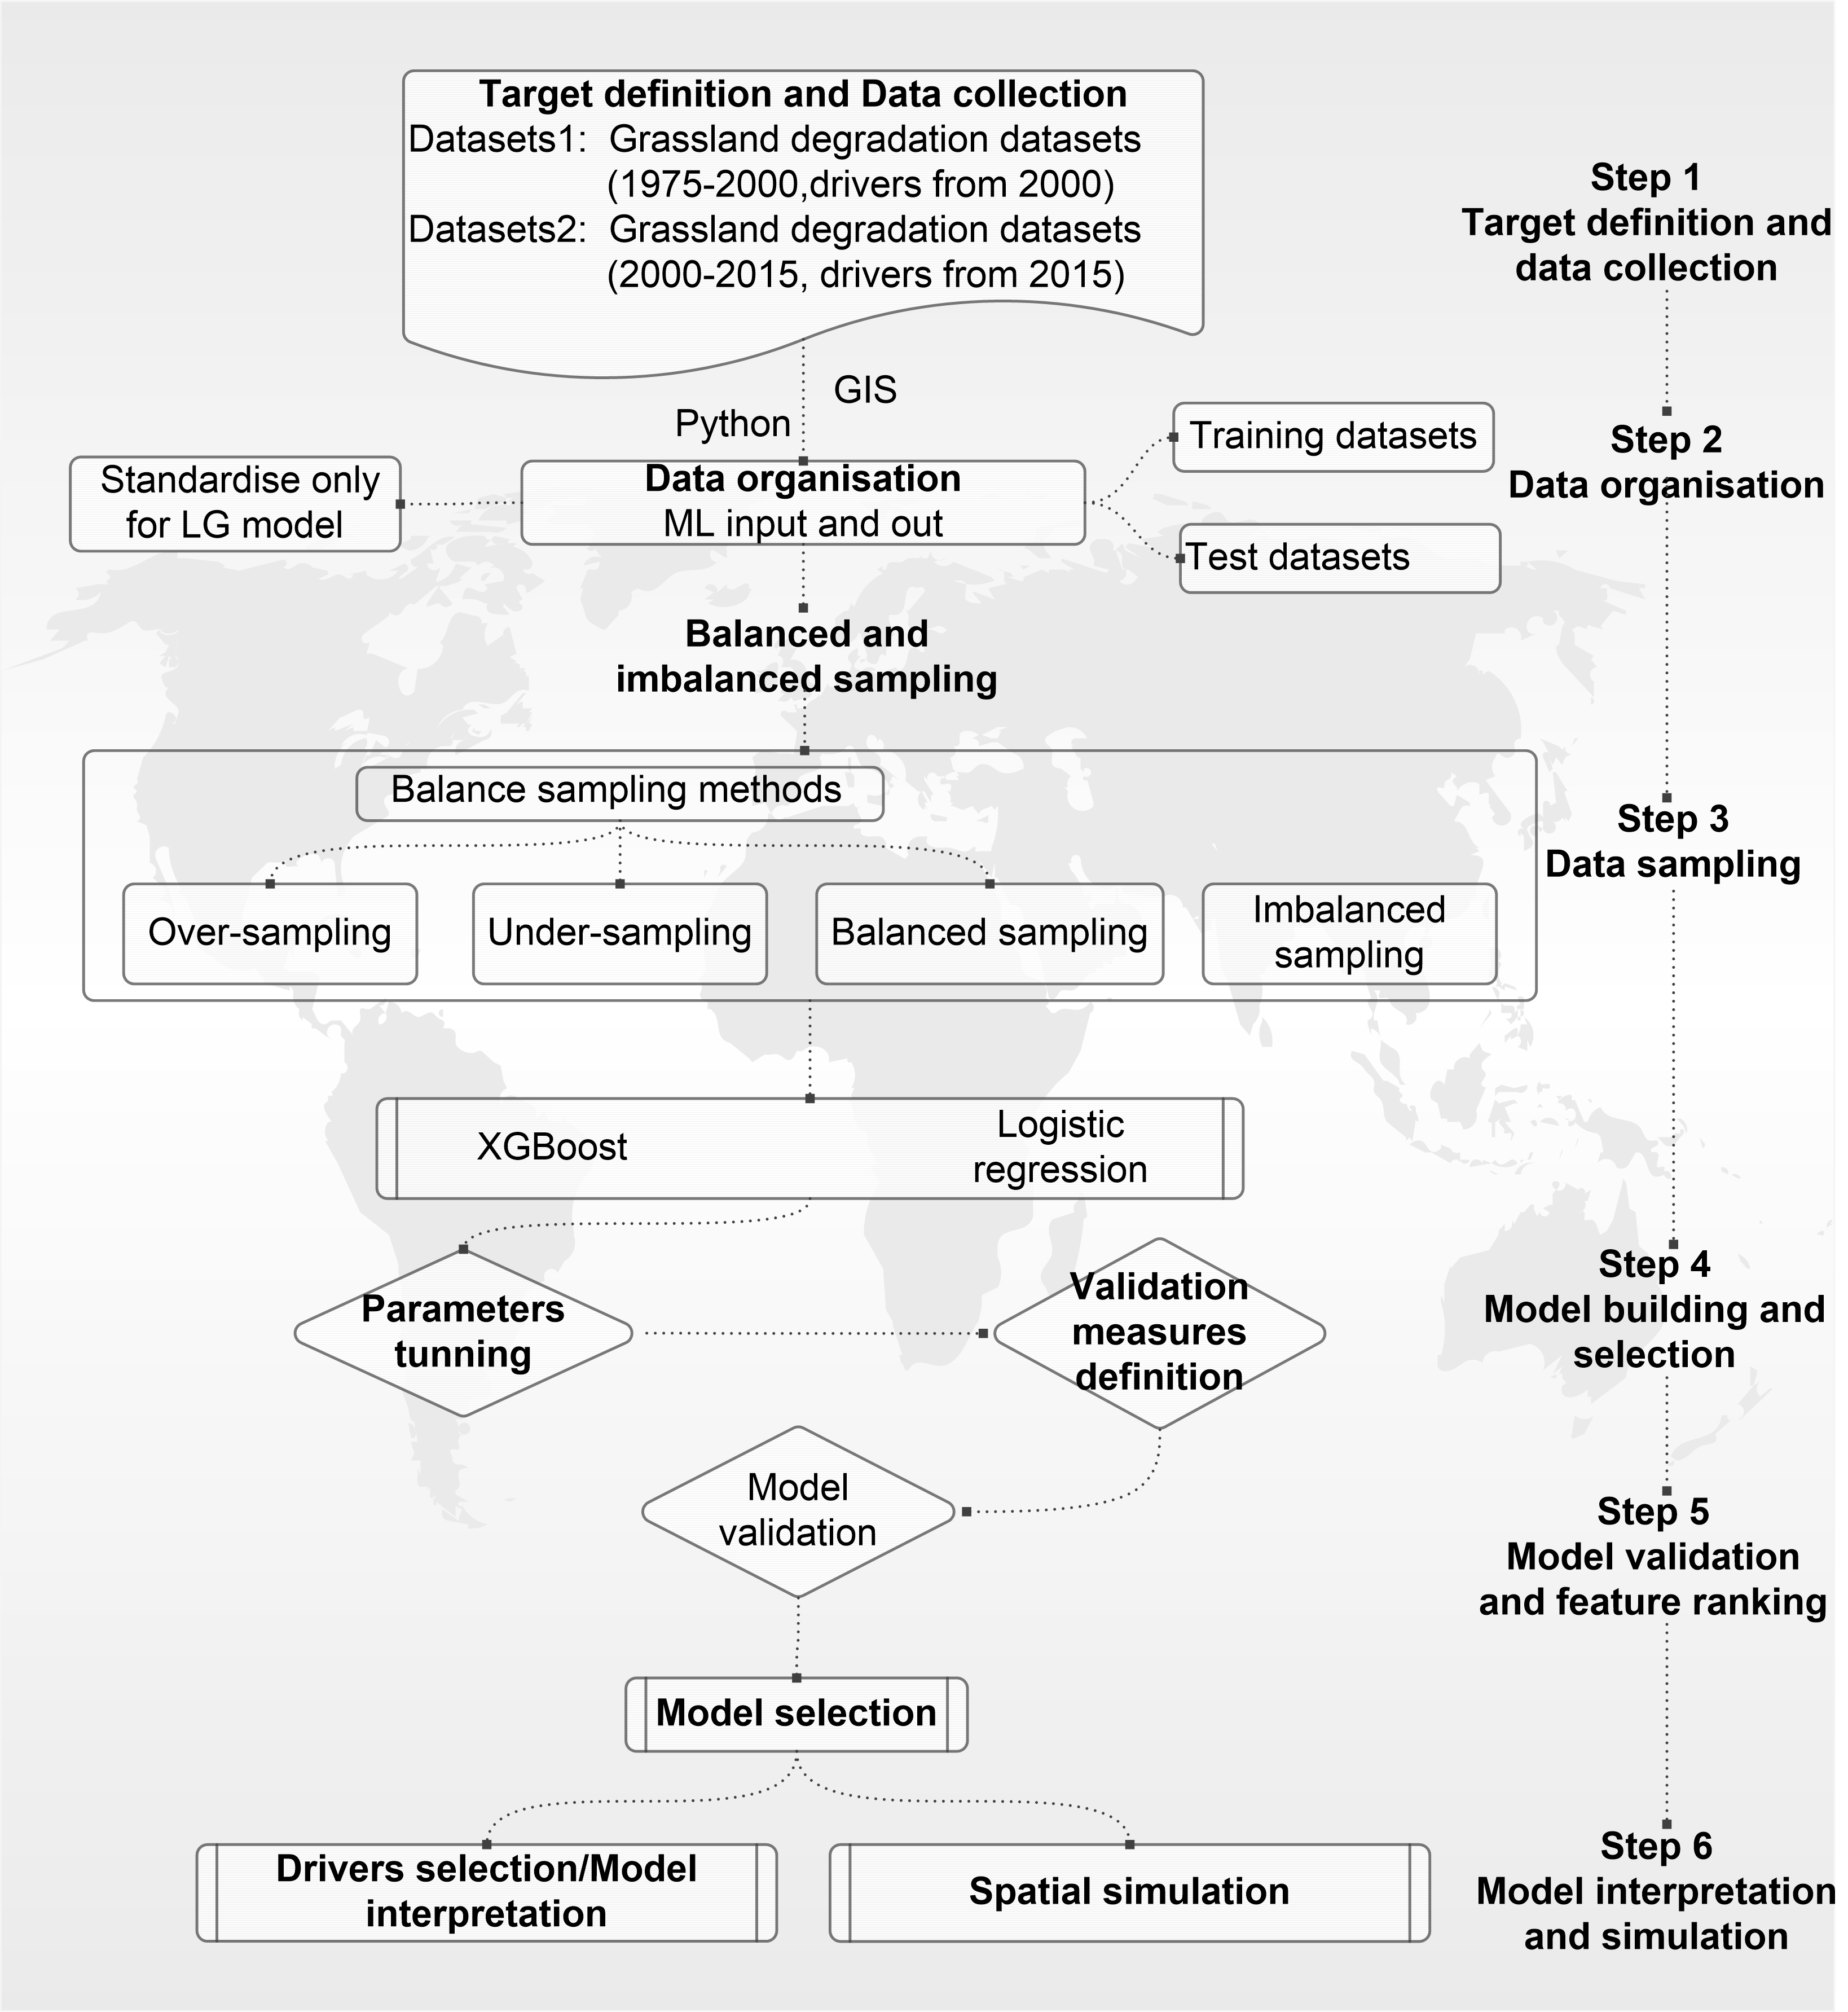 Target definition and Data collection
Datasets1: Grassland degradation datasets
(1975-2000,drivers from 2000)
Datasets2: Grassland degradation datasets
(2000-2015, drivers from 2015)
Step 1
Target definition and
data collection
GIS
Python
Training datasets
Step 2
Data organisation
Standardise only
for LG model
Data organisation
ML input and out
Test datasets
Balanced and
imbalanced sampling
Balance sampling methods
Step 3
Data sampling
Over-sampling
Under-sampling
Balanced sampling
Imbalanced
sampling
XGBoost
Logistic
regression
Parameters
tunning
Validation
measures
definition
Step 4
Model building and
selection
Model
validation
Step 5
Model validation
and feature ranking
Model selection
Drivers selection/Model
interpretation
Spatial simulation
Step 6
Model interpretation
and simulation